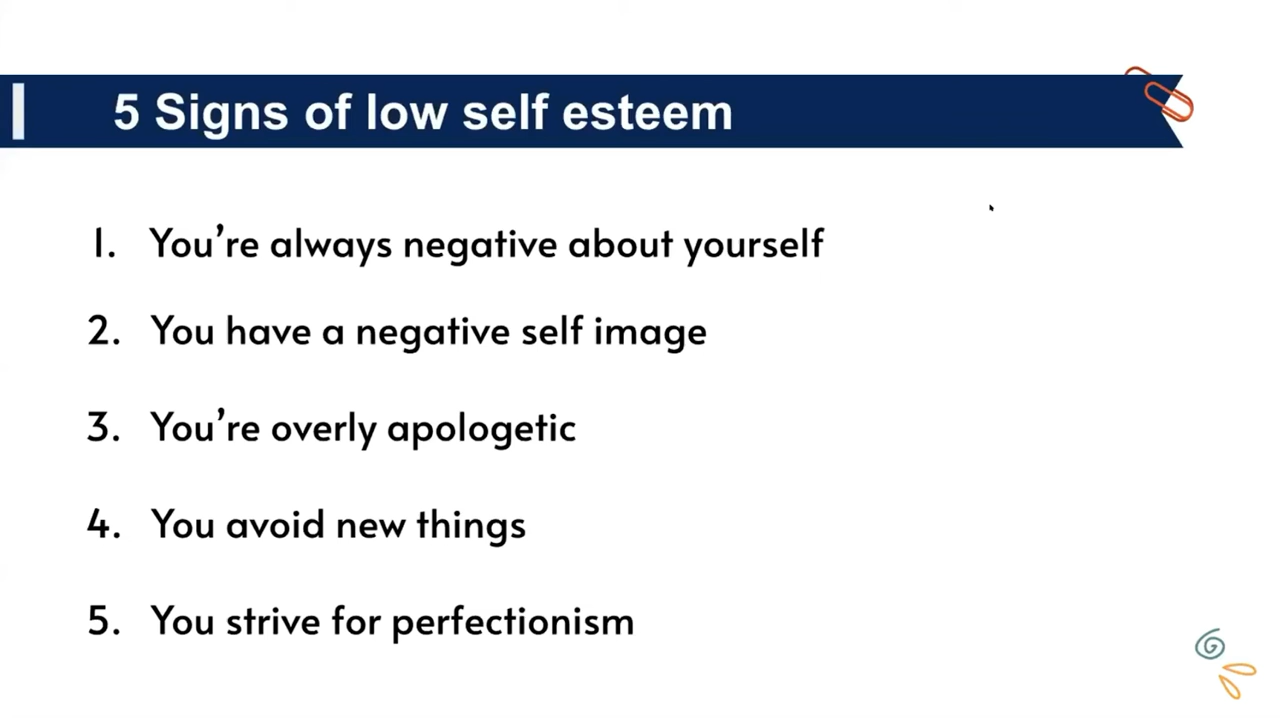 5 Signs of low self esteem
1. You’re always negative about yourself
2. You have a negative self image
3. You’re overly apologetic
4. You avoid new things
5. You strive for perfectionism